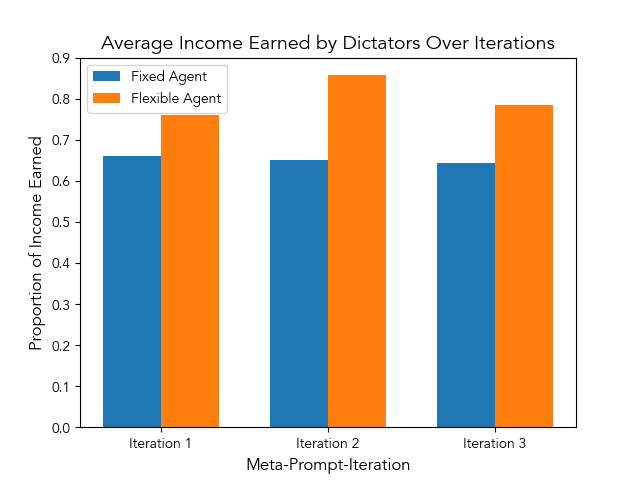 Average Income Earned by Dictators Over Iterations
Fixed Agent
Flexible Agent
Proportion of Income Earned
0.9
0.8
0.7
0.6
0.5
0.4
0.3
0.2
0.1
0.0
Iteration 1
Iteration 2
Iteration 3
Meta-Prompt-Iteration